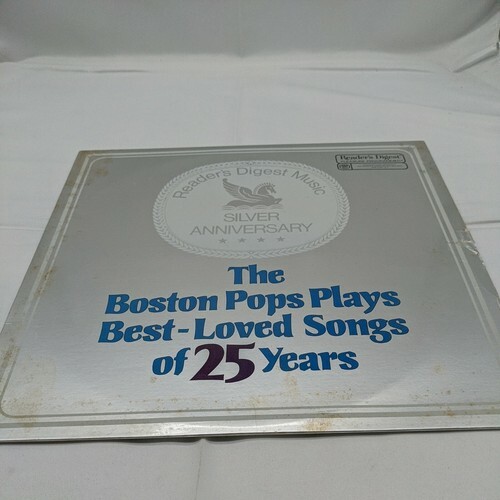 Reader's Digest
Reader's Digest Music
SILVER
ANNIVERSARY
The
Boston Pops Plays
Best-Loved Songs
of 25 Years